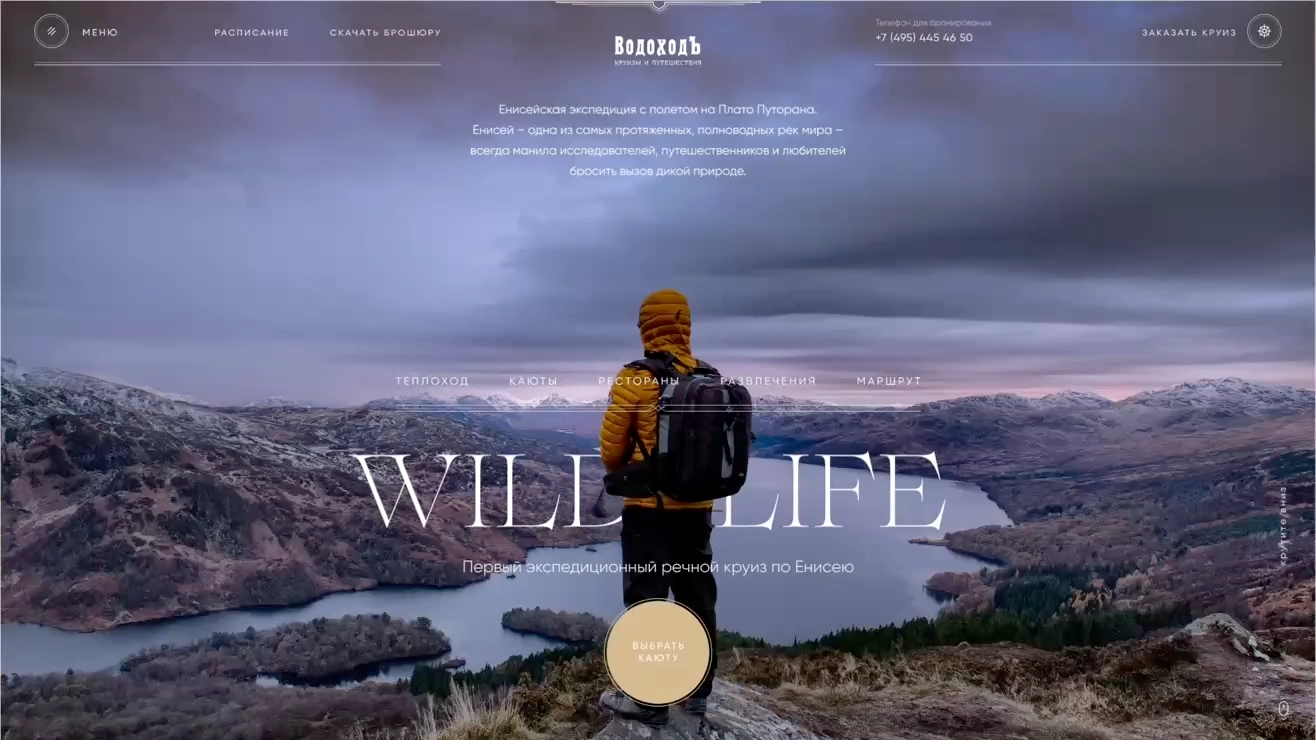 МЕНЮ
РАСПИСАНИЕ
СКАЧАТЬ БРОШЮРУ
ВодоходЪ
КРУИЗЫ И ПУТЕШЕСТВИЯ
Телефон для бронирования
+7 (495) 445 46 50
ЗАКАЗАТЬ КРУИЗ
Енисейская экспедиция с полетом на Плато Путорана.
Енисей – одна из самых протяженных, полноводных рек мира –
всегда манила исследователей, путешественников и любителей
бросить вызов дикой природе.
ТЕПЛОХОД
КАЮТЫ
РЕСТОРАНЫ
РАЗВЛЕЧЕНИЯ
МАРШРУТ
WILD LIFE
Первый экспедиционный речной круиз по Енисею
ВЫБРАТЬ
КАЮТУ
крутите вниз